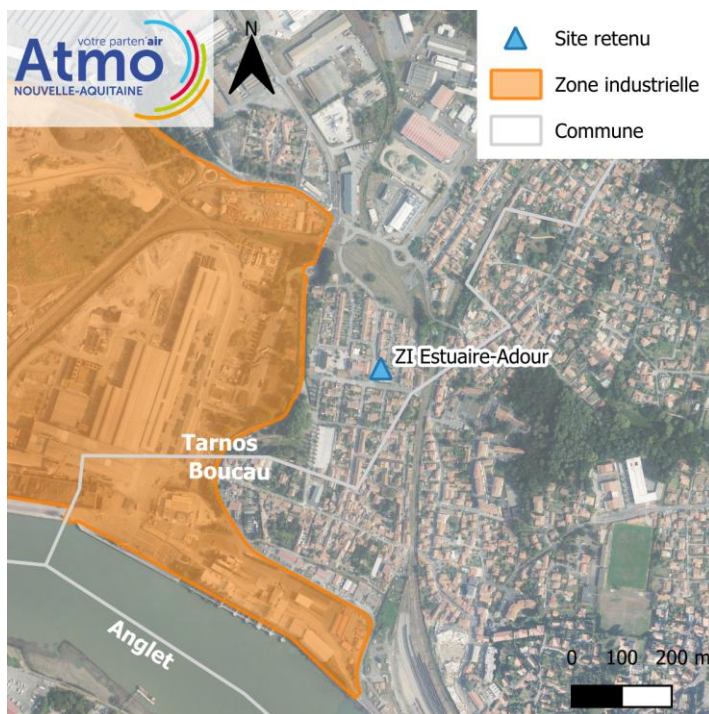 votre parten'air
Atmo
NOUVELLE-AQUITAINE
N
Site retenu
Zone industrielle
Commune
ZI Estuaire-Adour
Tarnos
Boucau
Anglet
0 100 200 m